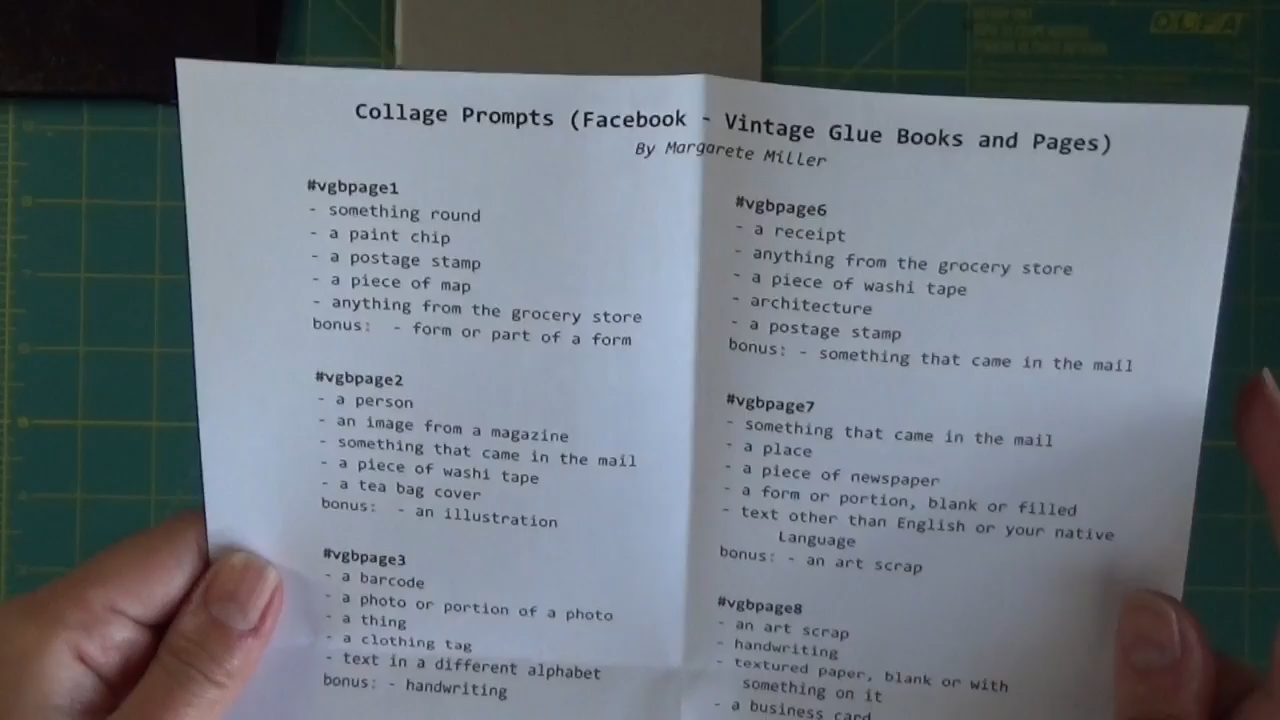 OLFA
Collage Prompts (Facebook - Vintage Glue Books and Pages)
By Margarete Miller
#vgbpage1
- something round
- a paint chip
- a postage stamp
- a piece of map
- anything from the grocery store
bonus: - form or part of a form
#vgbpage2
- a person
- an image from a magazine
- something that came in the mail
- a piece of washi tape
- a tea bag cover
bonus: - an illustration
#vgbpage3
- a barcode
- a photo or portion of a photo
- a thing
- a clothing tag
- text in a different alphabet
bonus: - handwriting
#vgbpage6
- a receipt
- anything from the grocery store
- a piece of washi tape
- architecture
- a postage stamp
bonus: - something that came in the mail
#vgbpage7
- something that came in the mail
- a place
- a piece of newspaper
- a form or portion, blank or filled
- text other than English or your native
Language
bonus: - an art scrap
#vgbpage8
- an art scrap
- handwriting
- textured paper, blank or with
something on it
- a business card